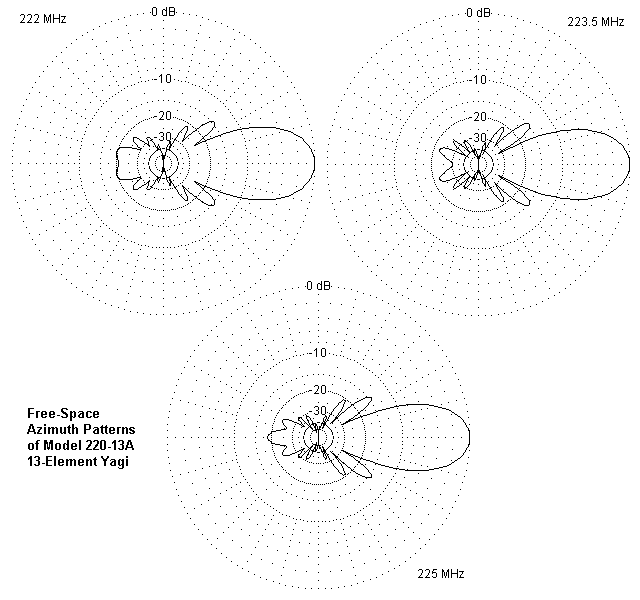 222 MHz
0 dB
-10
-20
-30
223.5 MHz
0 dB
-10
-20
-30
0 dB
-10
-20
-30
Free-Space
Azimuth Patterns
of Model 220-13A
13-Element Yagi
225 MHz